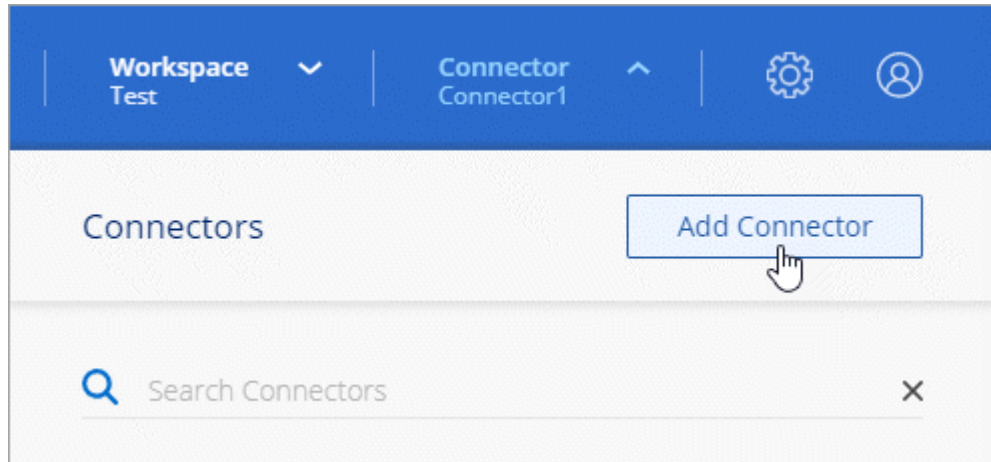 Workspace
Test
Connector
Connector1
Connectors
Add Connector
Search Connectors